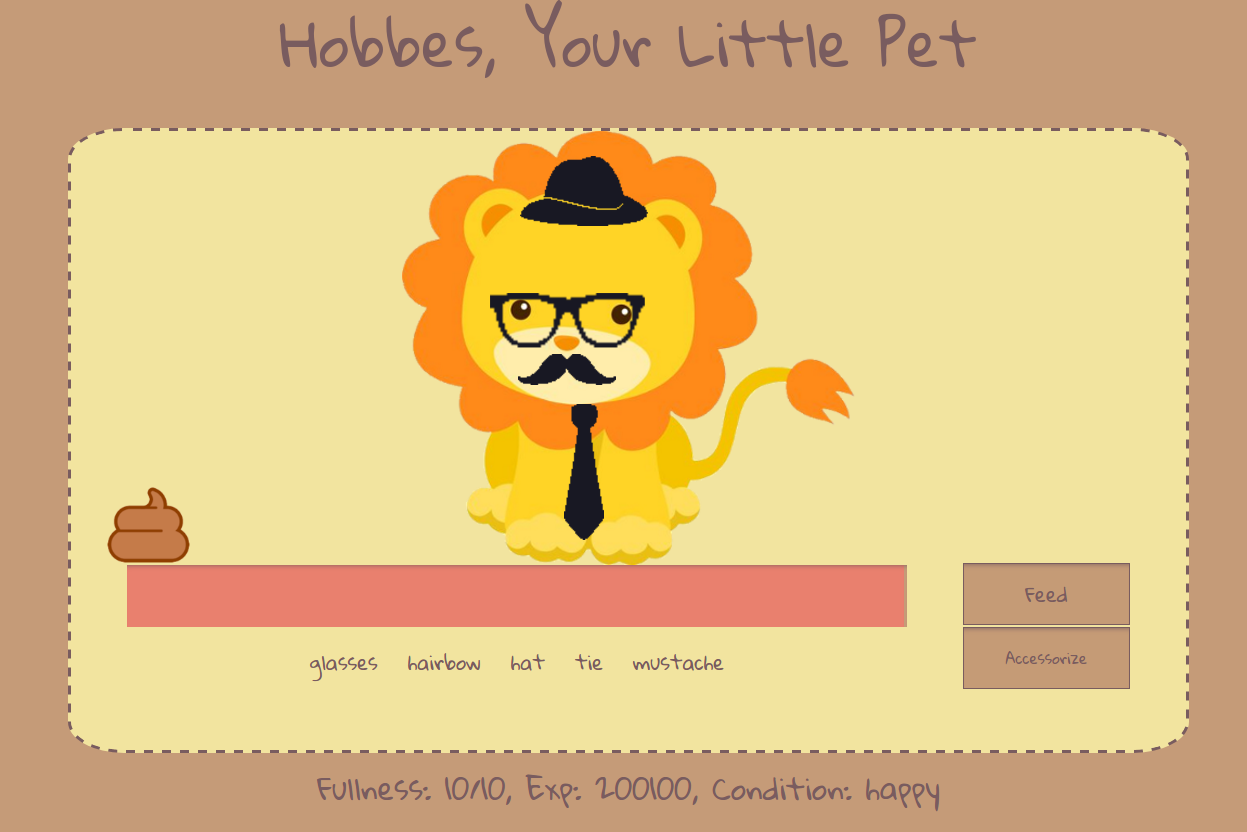 Hobbes, Your Little Pet
Feed
Accessorize
glasses hairbow hat tie mustache
Fullness: 10/10, Exp: 200100, Condition: happy